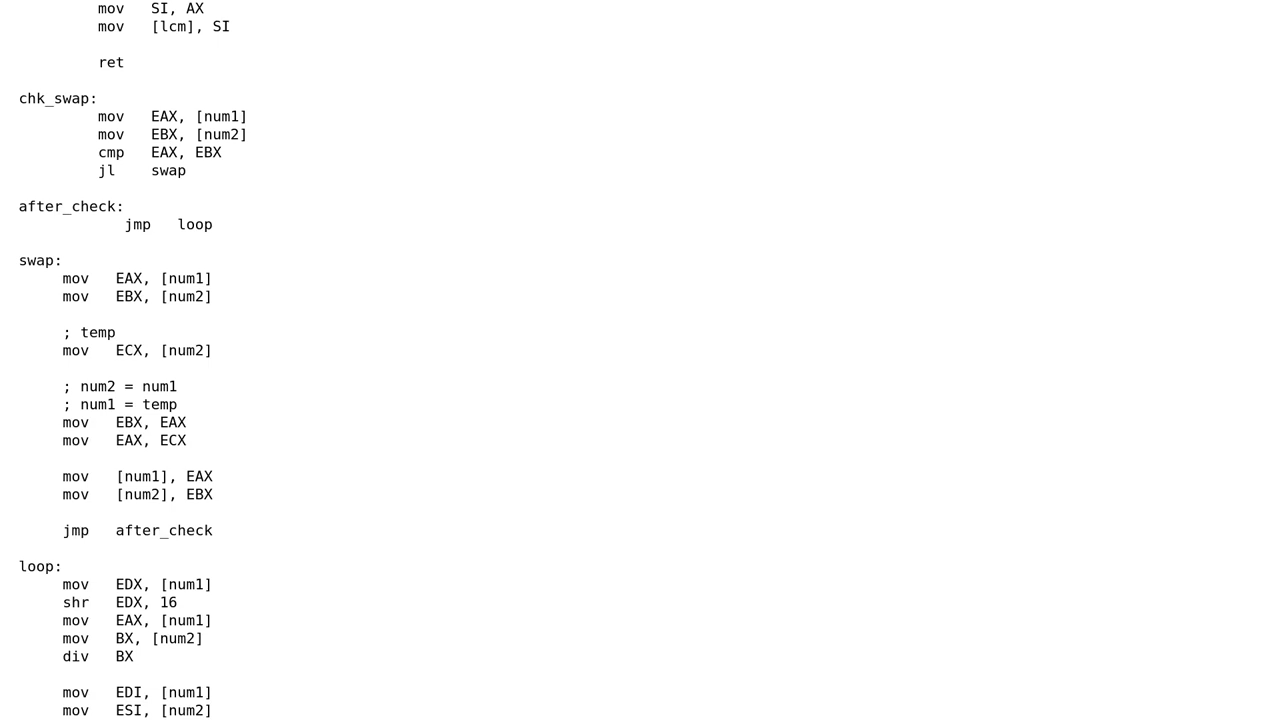 mov   SI, AX
mov   [lcm], SI
ret
chk_swap:
mov   EAX, [num1]
mov   EBX, [num2]
cmp   EAX, EBX
jl    swap
after_check:
jmp   loop
swap:
mov   EAX, [num1]
mov   EBX, [num2]
; temp
mov   ECX, [num2]
; num2 = num1
; num1 = temp
mov   EBX, EAX
mov   EAX, ECX
mov   [num1], EAX
mov   [num2], EBX
jmp   after_check
loop:
mov   EDX, [num1]
shr   EDX, 16
mov   EAX, [num1]
mov   BX, [num2]
div   BX
mov   EDI, [num1]
mov   ESI, [num2]